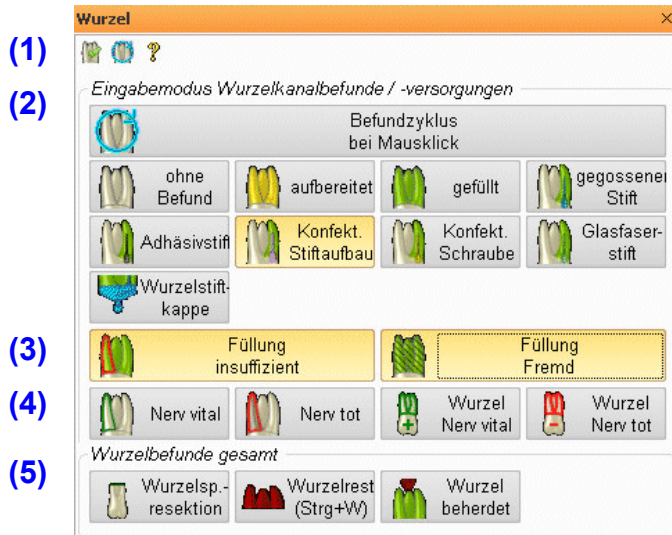 Wurzel
(1)
?
(2)
Eingabemodus Wurzelkanalbefunde / -versorgungen
Befundzyklus
bei Mausklick
ohne
Befund
aufbereitet
gefüllt
gegossener
Stift
Adhäsivstift
Konfekt.
Stiftaufbau
Konfekt.
Schraube
Glasfaser-
stift
Wurzelstift-
kappe
(3)
Füllung
insuffizient
Füllung
Fremd
(4)
Nerv vital
Nerv tot
Wurzel
Nerv vital
Wurzel
Nerv tot
(5)
Wurzelbefunde gesamt
Wurzelsp.-
resektion
Wurzelrest
(Strg+W)
Wurzel
beherdet